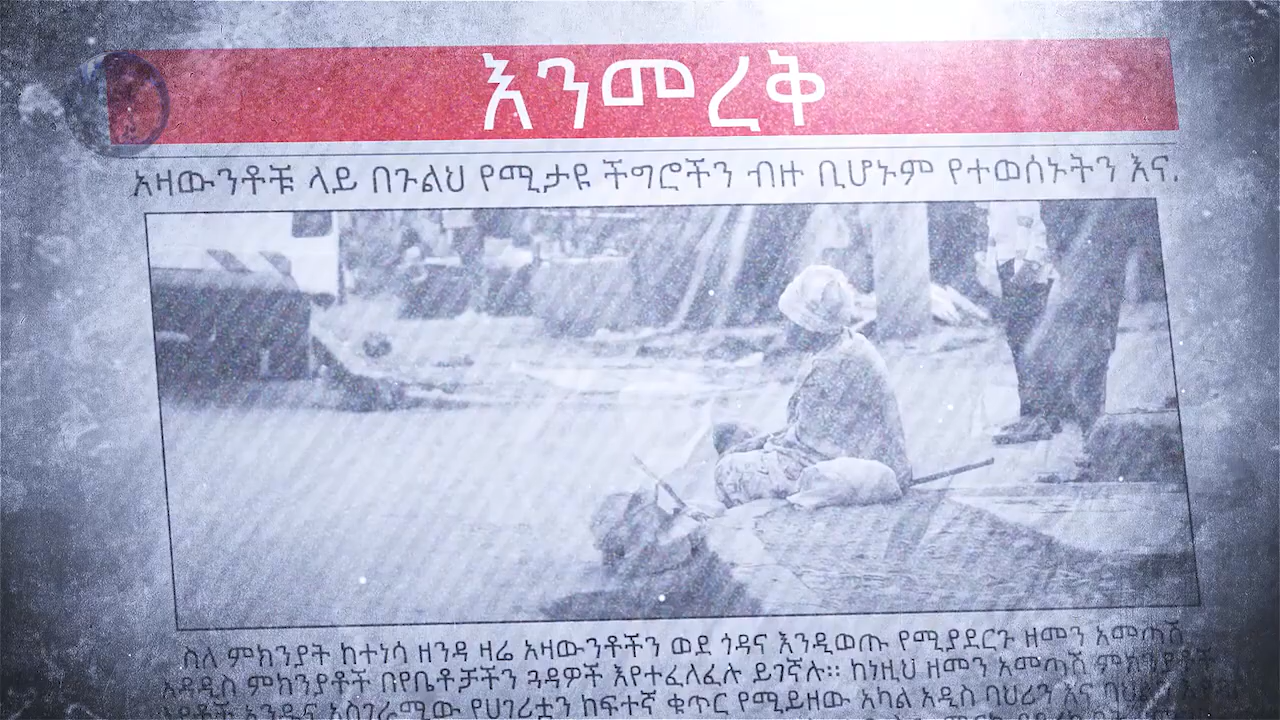 እንመረቅ
አዛውንቶቹ ላይ በጉልህ የሚታዩ ችግሮችን ብዙ ቢሆኑም የተወሰኑትን እና.
ስለ ምክንያት ከተነሳ ዘንዳ ዛሬ አዛውንቶችን ወደ ጎዳና እንዲወጡ የሚያደርጉ ዘመን አመጣሽ
አዳዲስ ምክንያቶች በየቤቶቻችን ጓዳዎች እየተፈለፈሉ ይገኛሉ፡፡ ከነዚህ ዘመን አመጣሽ ምክንያቶች
አንዱና አስገራሚው የሀገሪቷን ከፍተኛ ቁጥር የሚይዘው አካል አዲስ ባህሪን እና